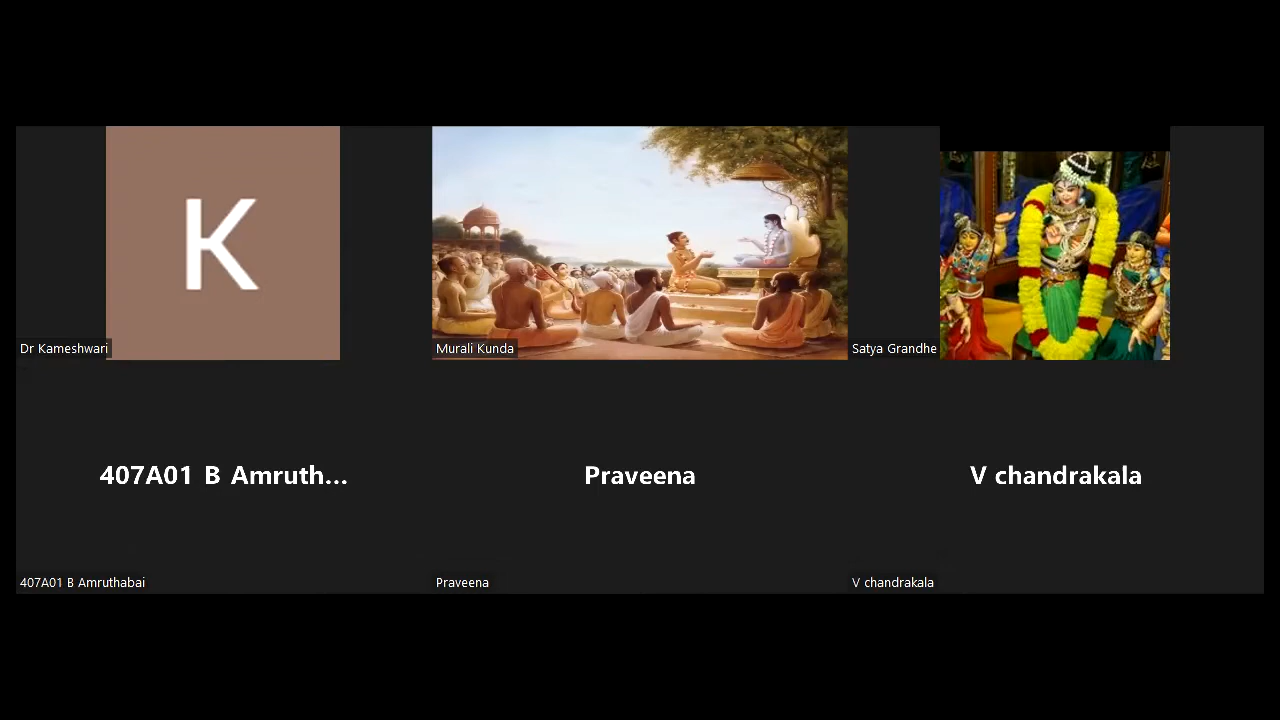 K
Dr Kameshwari
Murali Kunda
Satya Grandhe
407A01 B Amruth...
Praveena
V chandrakala
407A01 B Amruthabai
Praveena
V chandrakala